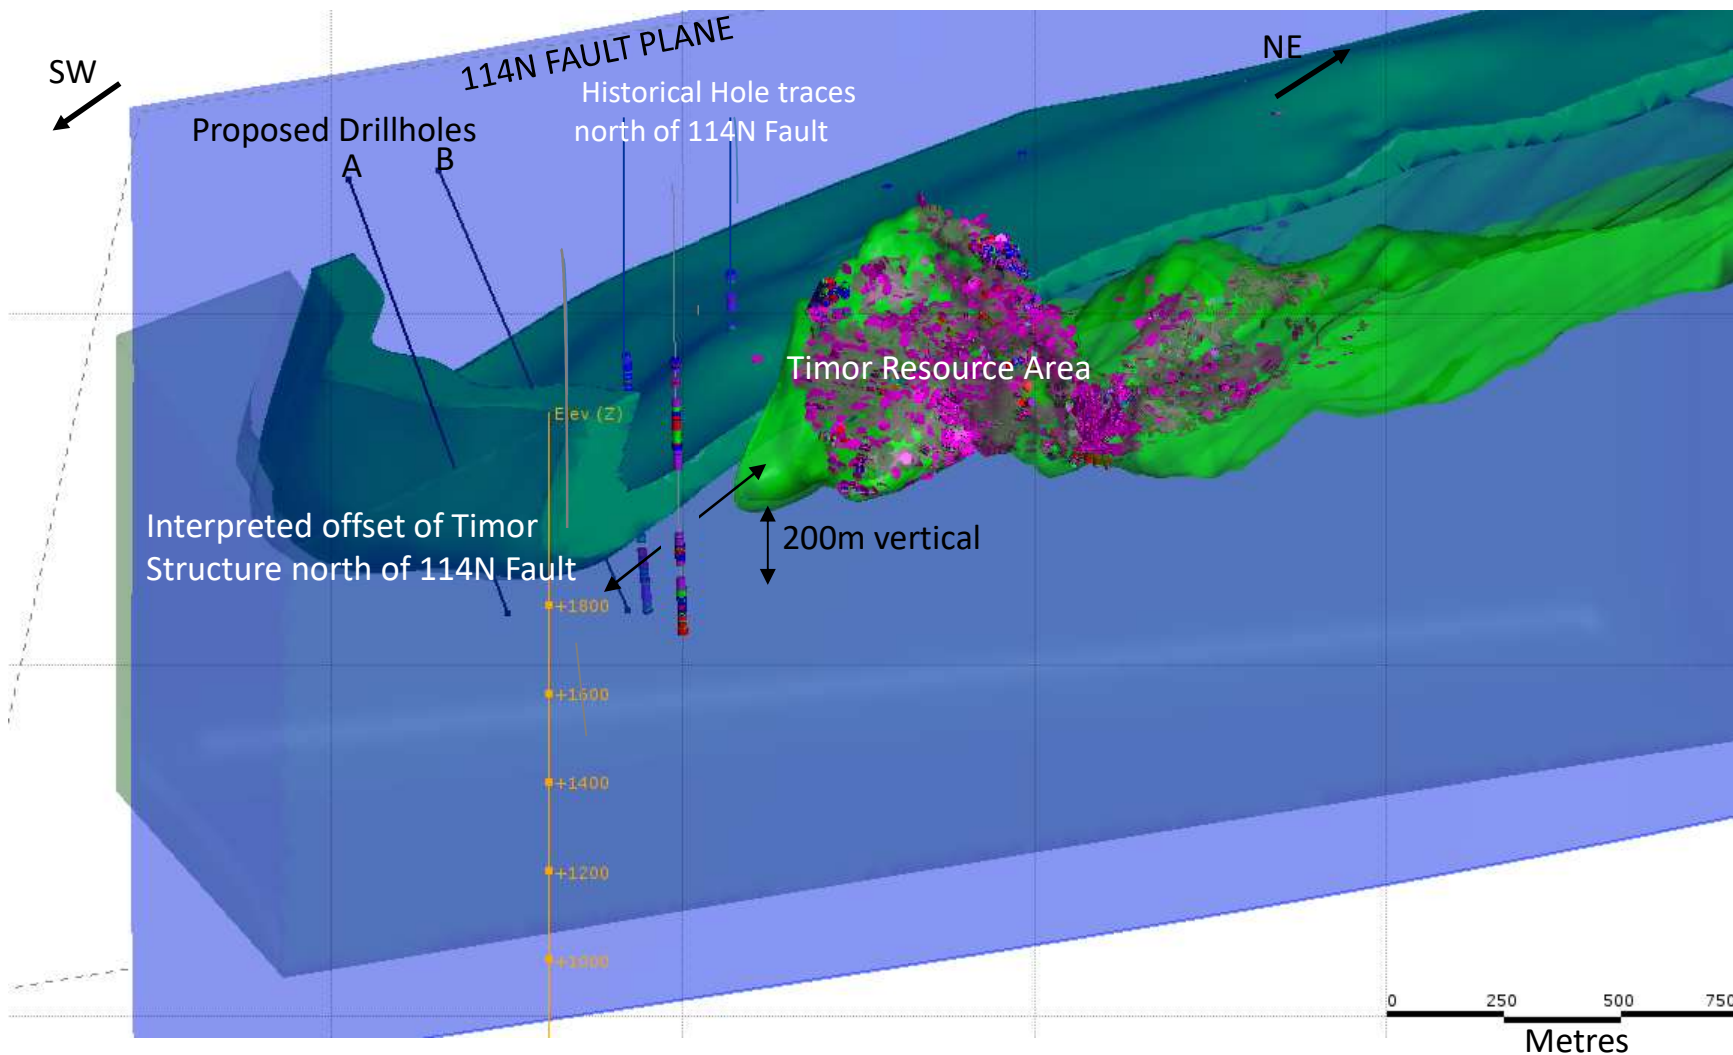 SW
114N FAULT PLANE
NE
Historical Hole traces
north of 114N Fault
Proposed Drillholes
A
B
Timor Resource Area
Elev (Z)
Interpreted offset of Timor
Structure north of 114N Fault
200m vertical
+1800
+1600
+1400
+1200
+1000
0 250 500 750
Metres